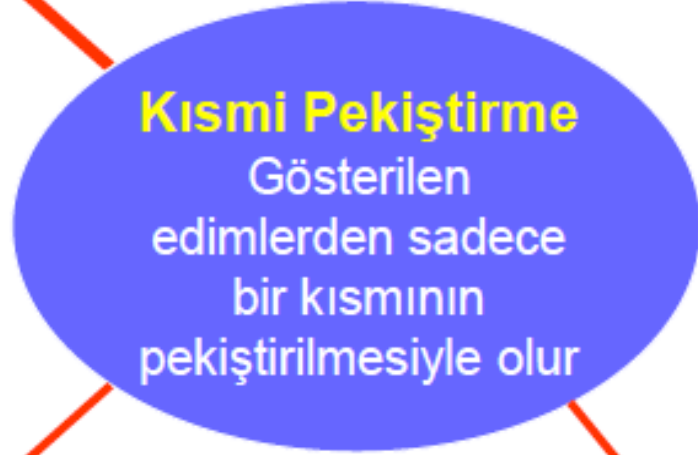 Kısmi Pekiştirme
Gösterilen
edimlerden sadece
bir kısmının
pekiştirilmesiyle olur